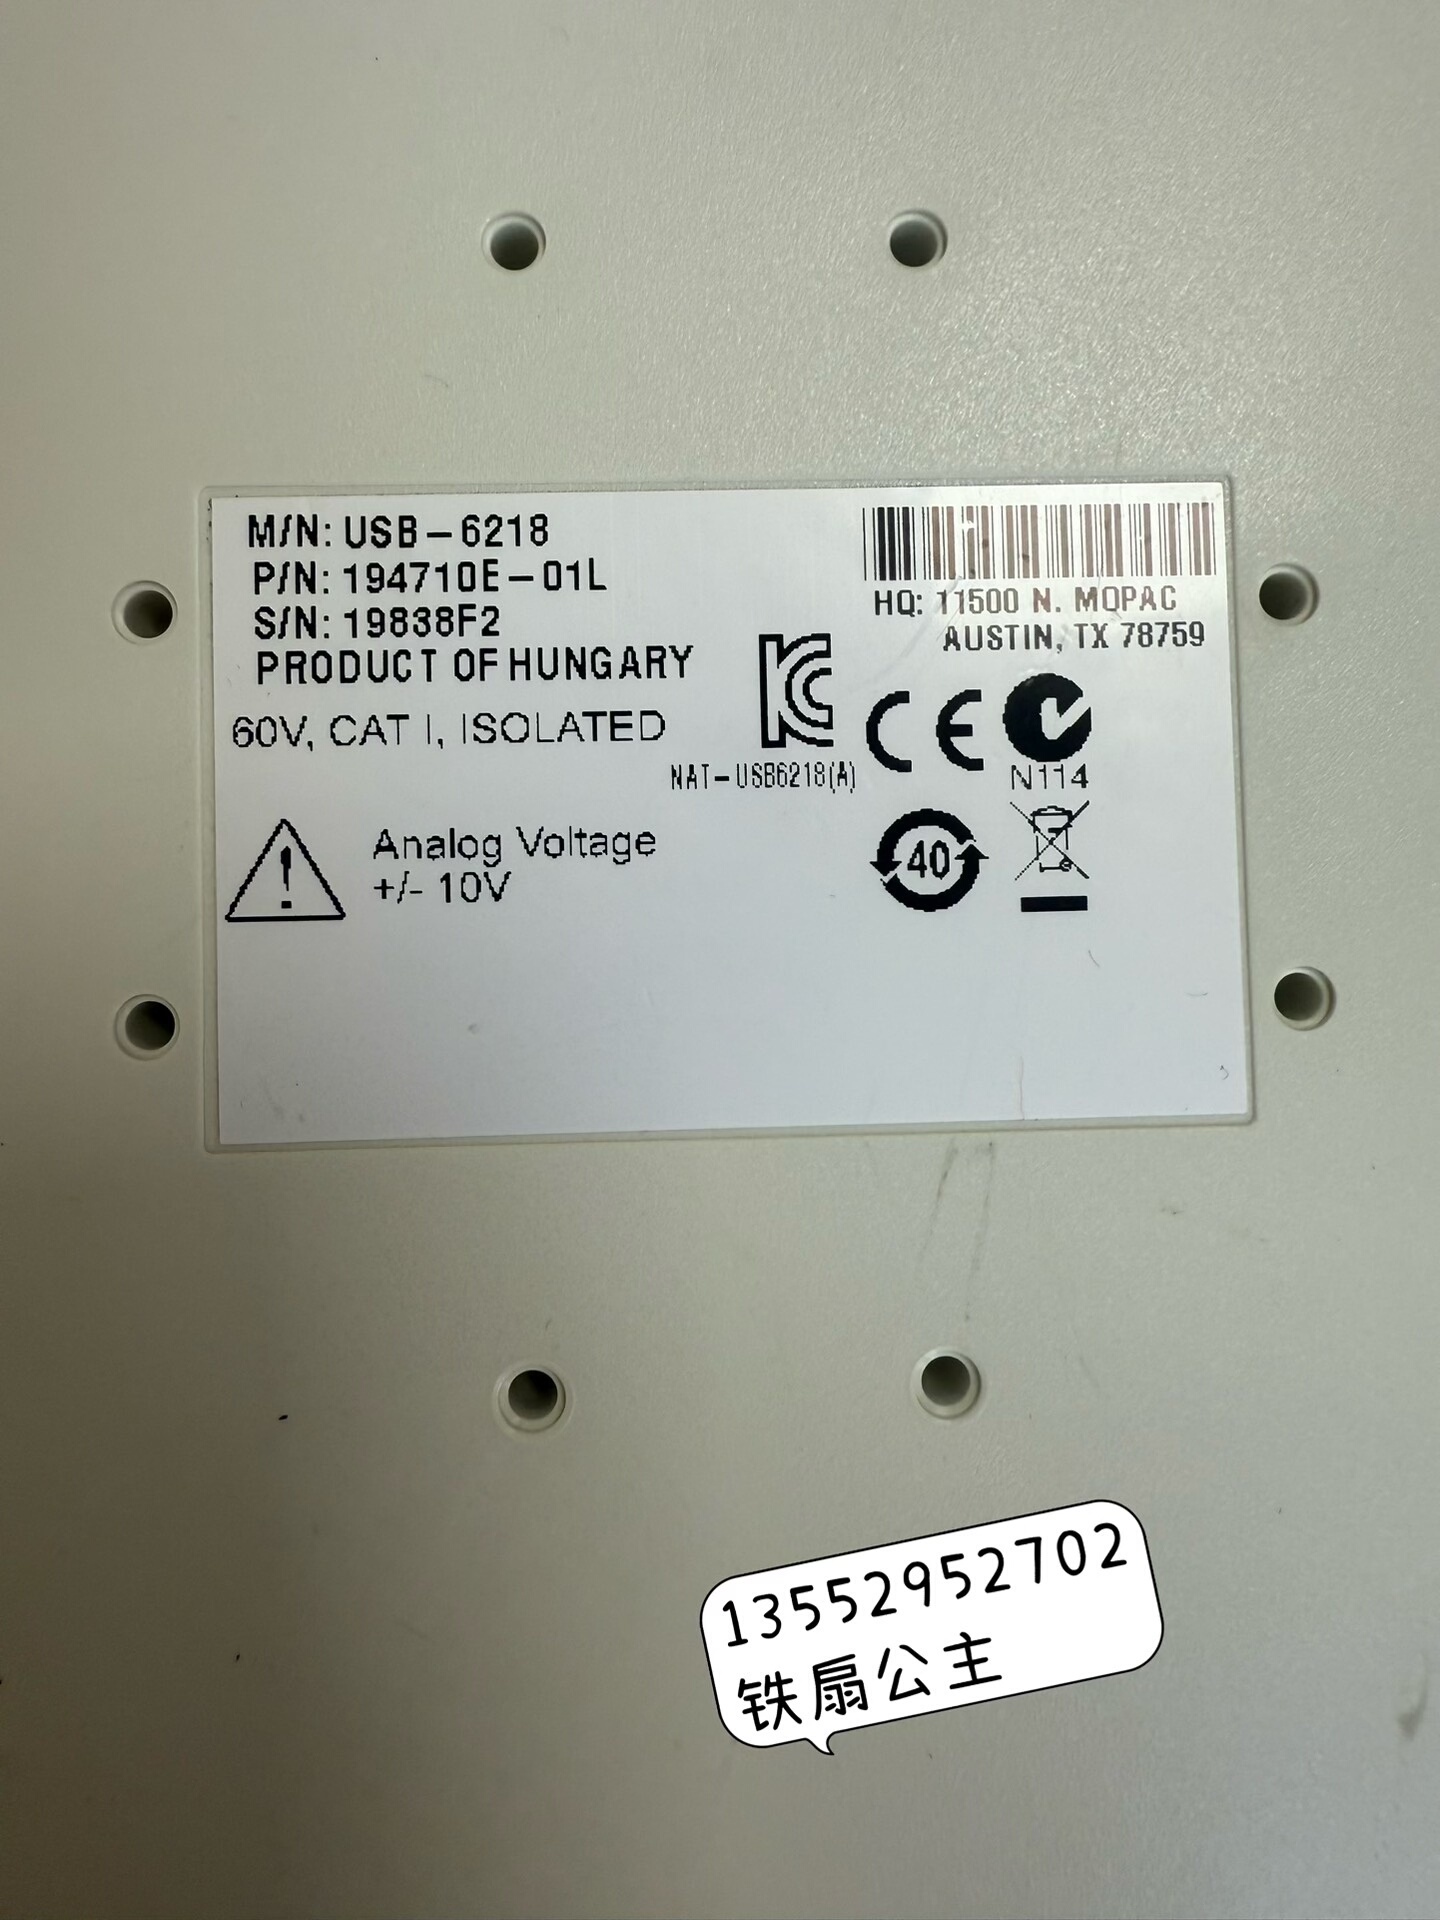 M/N: USB-6218
P/N: 194710E-01L
S/N: 19838F2
PRODUCT OF HUNGARY
60V, CAT I, ISOLATED
HQ: 11500 N. MOPAC
AUSTIN, TX 78759
NAT-USB6218(A)
N114
Analog Voltage
+/- 10V
40
13552952702
铁扇公主